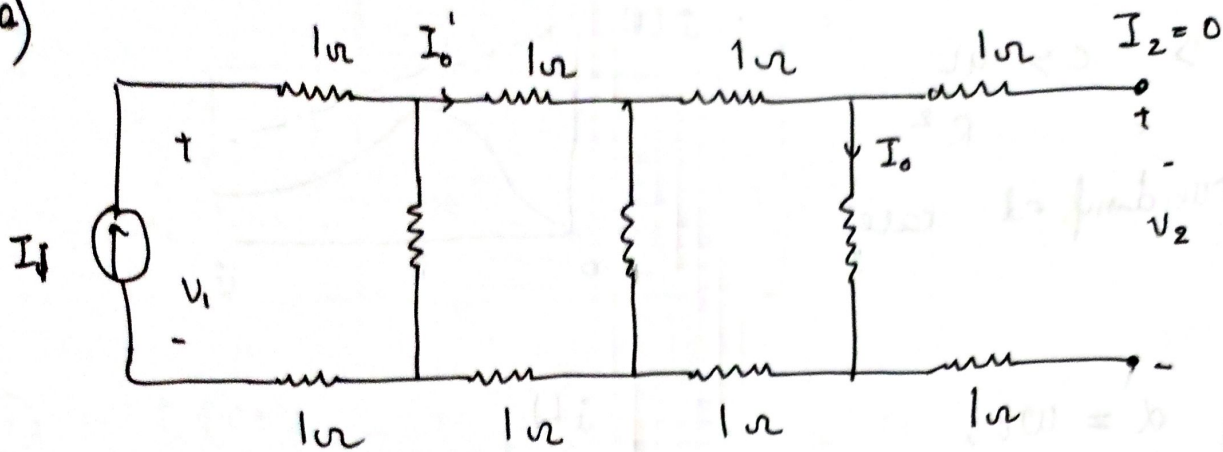 a)
1Ω I₀' 1Ω 1Ω 1Ω I₂ = 0
+ +
I₀ -
I₁ V₁ V₂
- -
1Ω 1Ω 1Ω 1Ω
α =